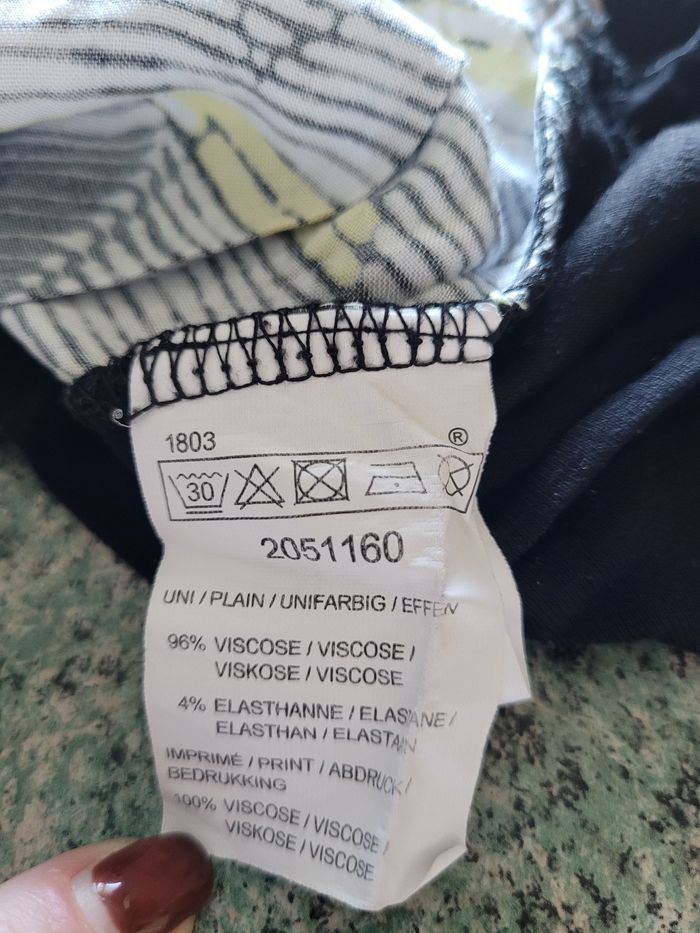 1803
®
30
2051160
UNI / PLAIN / UNIFARBIG / EFFEN
96% VISCOSE / VISCOSE /
VISKOSE / VISCOSE
4% ELASTHANNE / ELASTANE /
ELASTHAN / ELASTAN
IMPRIMÉ / PRINT / ABDRUCK /
BEDRUKKING
100% VISCOSE / VISCOSE /
VISKOSE / VISCOSE